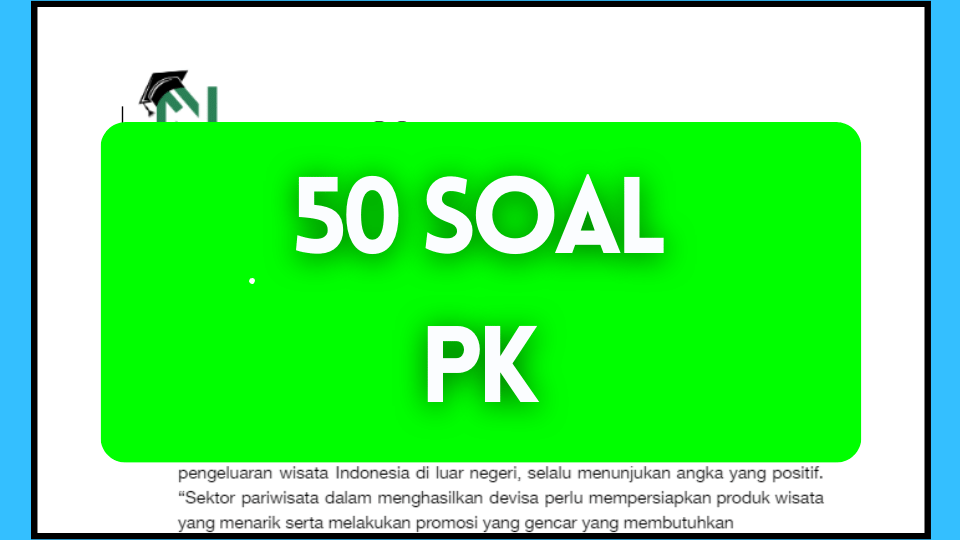 50 SOAL
PK
pengeluaran wisata Indonesia di luar negeri, selalu menunjukan angka yang positif.
“Sektor pariwisata dalam menghasilkan devisa perlu mempersiapkan produk wisata
yang menarik serta melakukan promosi yang gencar yang membutuhkan